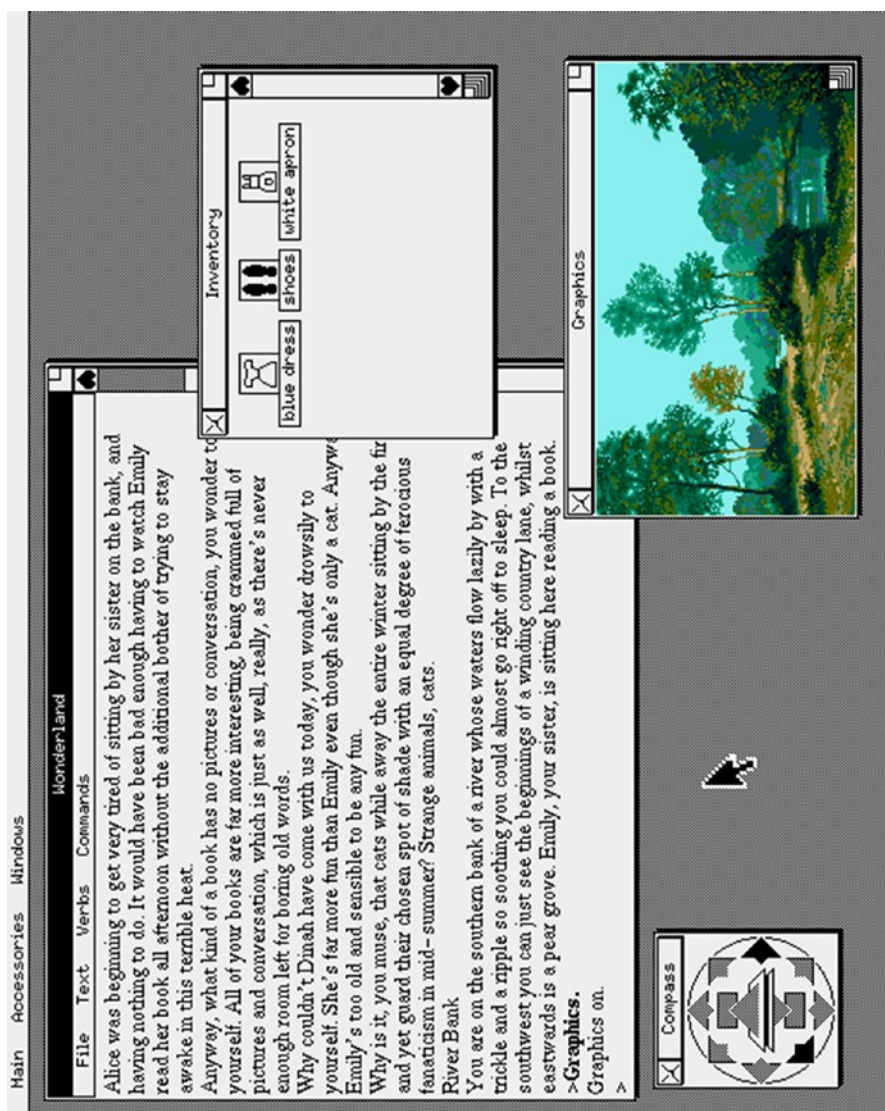 Main Accessories Windows
Wonderland
File Text Verbs Commands
Alice was beginning to get very tired of sitting by her sister on the bank, and
having nothing to do. It would have been bad enough having to watch Emily
read her book all afternoon without the additional bother of trying to stay
awake in this terrible heat.
Anyway, what kind of a book has no pictures or conversation, you wonder to
yourself. All of your books are far more interesting, being crammed full of
pictures and conversation, which is just as well, really, as there's never
enough room left for boring old words.
Why couldn't Dinah have come with us today, you wonder drowsily to
yourself. She's far more fun than Emily even though she's only a cat. Anywa
Emily's too old and sensible to be any fun.
Why is it, you muse, that cats while away the entire winter sitting by the fir
and yet guard their chosen spot of shade with an equal degree of ferocious
fanaticism in mid-summer? Strange animals, cats.
River Bank
You are on the southern bank of a river whose waters flow lazily by with a
trickle and a ripple so soothing you could almost go right off to sleep. To the
southwest you can just see the beginnings of a winding country lane, whilst
eastwards is a pear grove. Emily, your sister, is sitting here reading a book.
>Graphics.
Graphics on.
>
Inventory
blue dress shoes white apron
Graphics
Compass